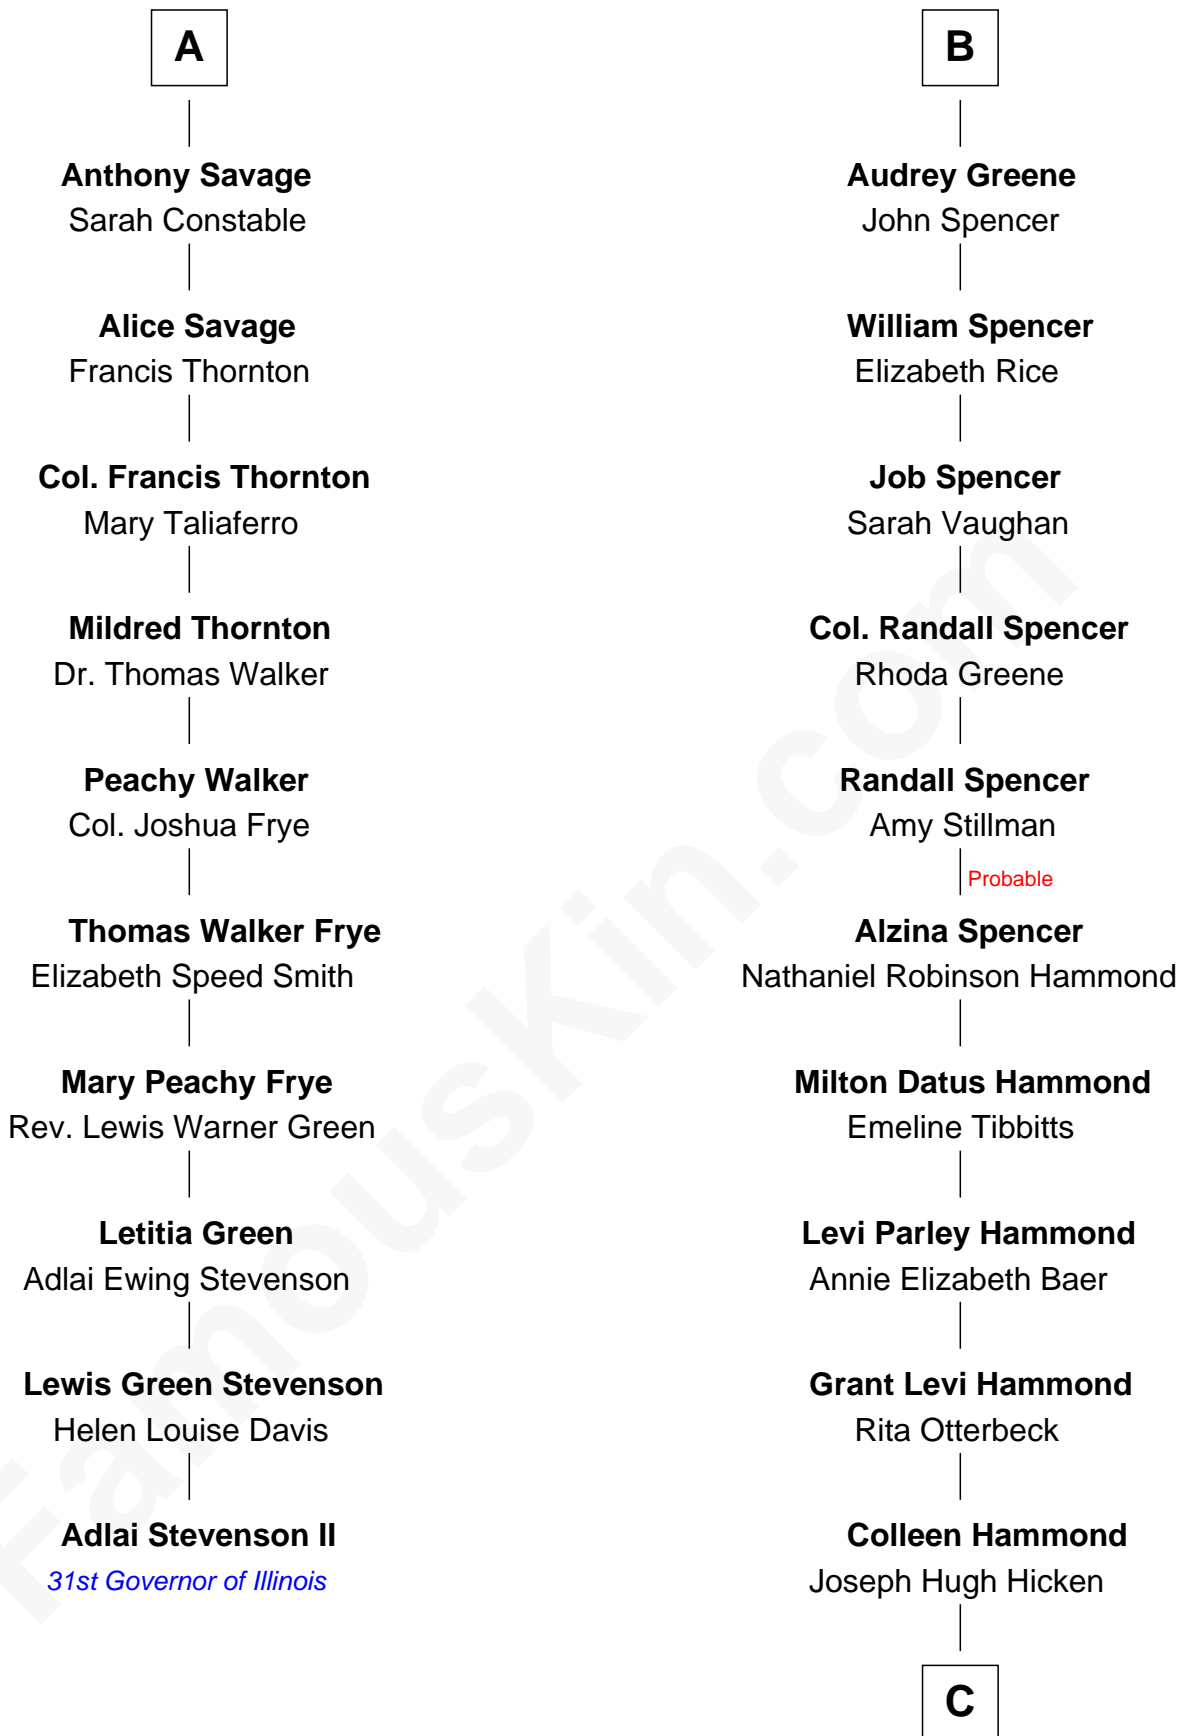 A
Anthony Savage
Sarah Constable
Alice Savage
Francis Thornton
Col. Francis Thornton
Mary Taliaferro
Mildred Thornton
Dr. Thomas Walker
Peachy Walker
Col. Joshua Frye
Thomas Walker Frye
Elizabeth Speed Smith
Mary Peachy Frye
Rev. Lewis Warner Green
Letitia Green
Adlai Ewing Stevenson
Lewis Green Stevenson
Helen Louise Davis
Adlai Stevenson II
31st Governor of Illinois
B
Audrey Greene
John Spencer
William Spencer
Elizabeth Rice
Job Spencer
Sarah Vaughan
Col. Randall Spencer
Rhoda Greene
Randall Spencer
Amy Stillman
Probable
Alzina Spencer
Nathaniel Robinson Hammond
Milton Datus Hammond
Emeline Tibbitts
Levi Parley Hammond
Annie Elizabeth Baer
Grant Levi Hammond
Rita Otterbeck
Colleen Hammond
Joseph Hugh Hicken
C
FamousKin.com